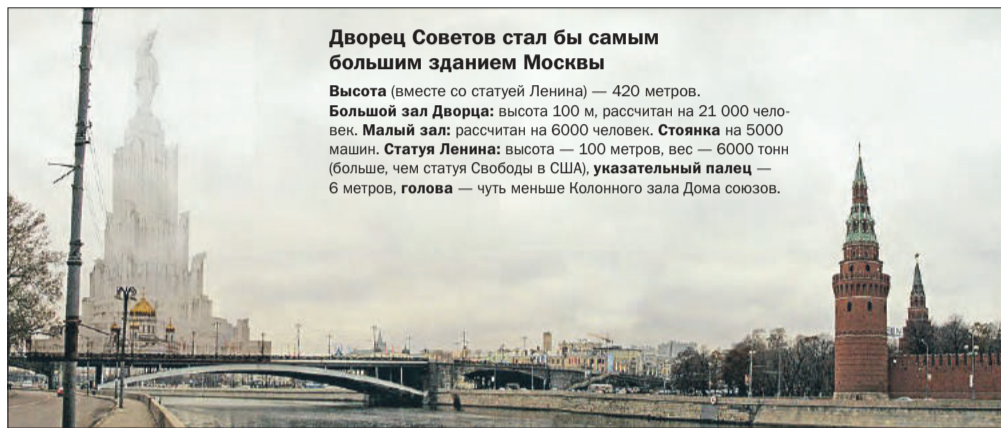 Дворец Советов стал бы самым
большим зданием Москвы
Высота (вместе со статуей Ленина) — 420 метров.
Большой зал Дворца: высота 100 м, рассчитан на 21 000 чело-
век. Малый зал: рассчитан на 6000 человек. Стоянка на 5000
машин. Статуя Ленина: высота — 100 метров, вес — 6000 тонн
(больше, чем статуя Свободы в США), указательный палец —
6 метров, голова — чуть меньше Колонного зала Дома союзов.